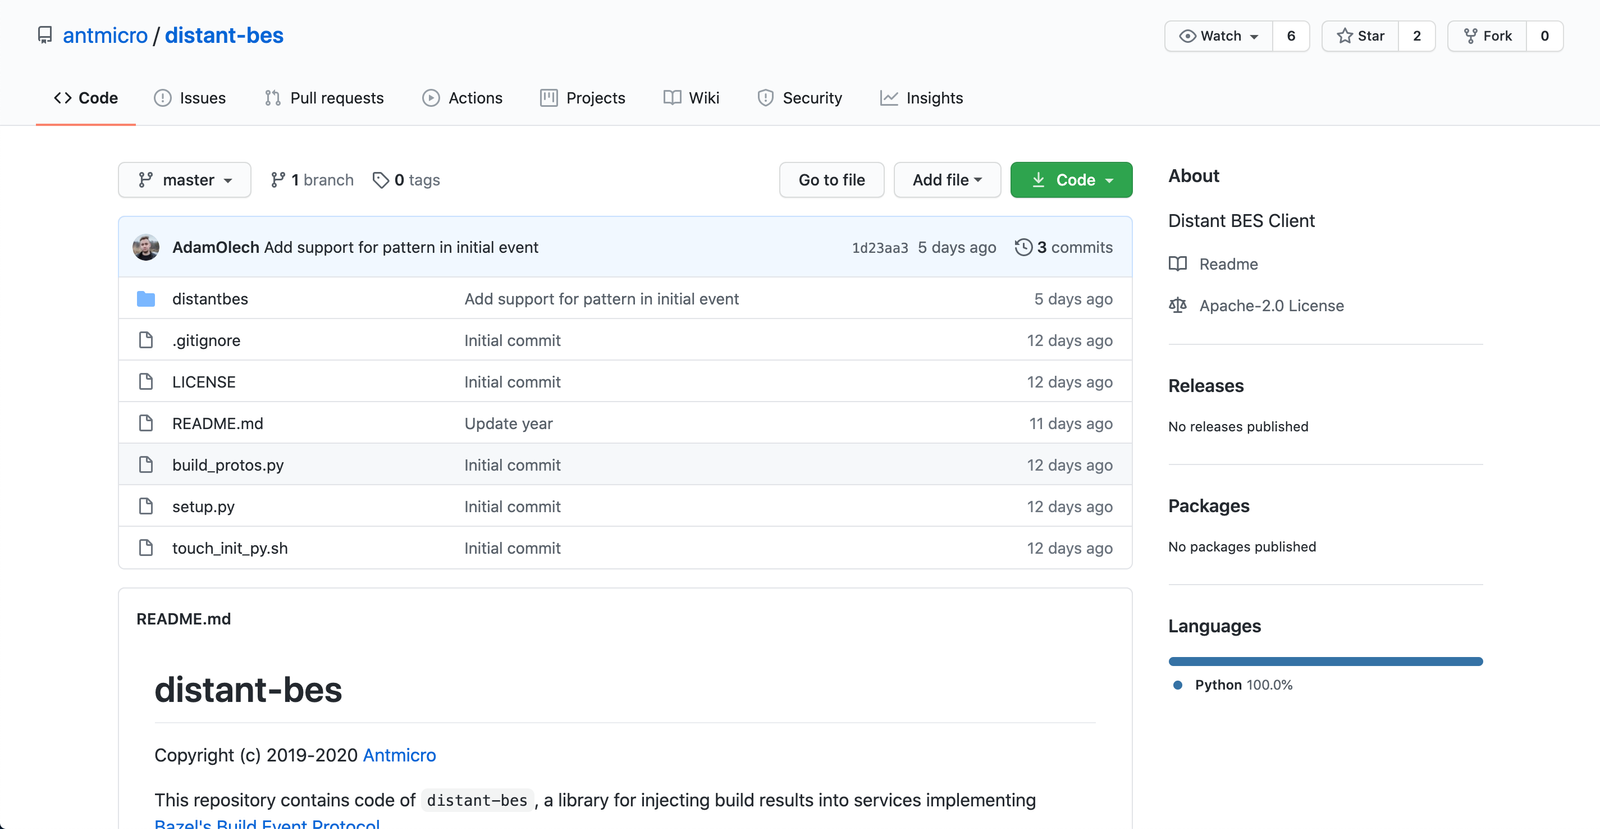 antmicro / distant-bes
Watch 6 Star 2 Fork 0
Code Issues Pull requests Actions Projects Wiki Security Insights
master 1 branch 0 tags Go to file Add file Code
AdamOlech Add support for pattern in initial event 1d23aa3 5 days ago 3 commits
distantbes Add support for pattern in initial event 5 days ago
.gitignore Initial commit 12 days ago
LICENSE Initial commit 12 days ago
README.md Update year 11 days ago
build_protos.py Initial commit 12 days ago
setup.py Initial commit 12 days ago
touch_init_py.sh Initial commit 12 days ago
README.md
distant-bes
Copyright (c) 2019-2020 Antmicro
This repository contains code of distant-bes, a library for injecting build results into services implementing
Bazel's Build Event Protocol
About
Distant BES Client
Readme
Apache-2.0 License
Releases
No releases published
Packages
No packages published
Languages
Python 100.0%